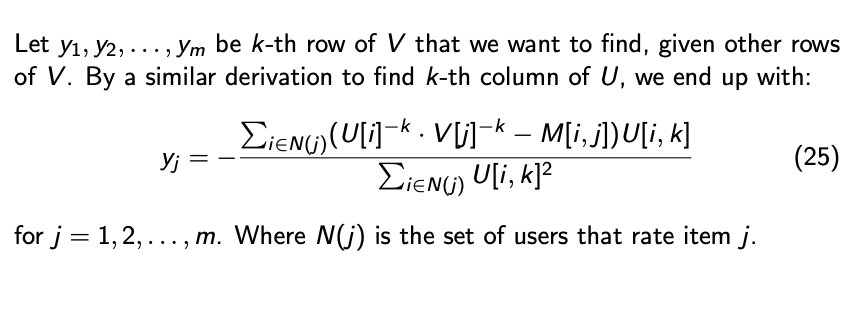 Let y₁, y₂, . . . , yₘ be k-th row of V that we want to find, given other rows
of V. By a similar derivation to find k-th column of U, we end up with:
yⱼ = − ∑_{i∈N(j)}(U[i]^{−k} · V[j]^{−k} − M[i, j])U[i, k] / ∑_{i∈N(j)} U[i, k]² (25)
for j = 1, 2, . . . , m. Where N(j) is the set of users that rate item j.